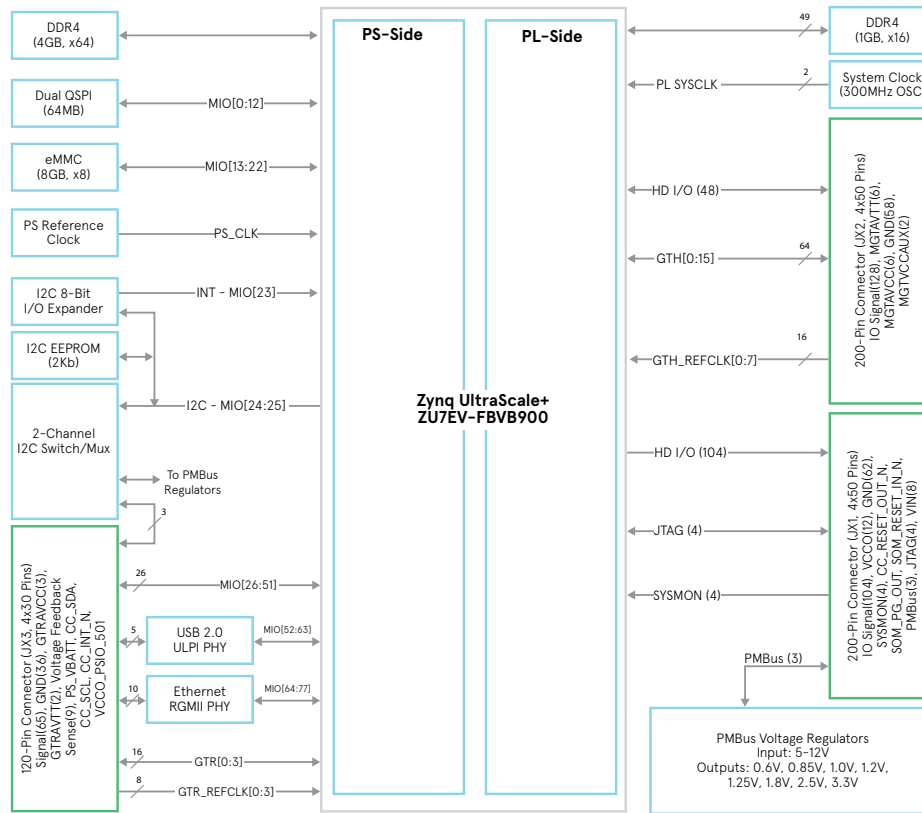 DDR4
(4GB, x64)
Dual QSPI
(64MB)
MIO[0:12]
eMMC
(8GB, x8)
MIO[13:22]
PS Reference
Clock
PS_CLK
I2C 8-Bit
I/O Expander
INT - MIO[23]
I2C EEPROM
(2Kb)
2-Channel
I2C Switch/Mux
I2C - MIO[24:25]
To PMBus
Regulators
3
120-Pin Connector (JX3, 4x30 Pins)
Signal(65), GND(36), GTRAVCC(3),
GTRAVTT(2), Voltage Feedback
Sense(9), PS_VBATT, CC_SDA,
CC_SCL, CC_INT_N,
VCCO_PSIO_501
26
MIO[26:51]
5
USB 2.0
ULPI PHY
MIO[52:63]
10
Ethernet
RGMII PHY
MIO[64:77]
16
GTR[0:3]
8
GTR_REFCLK[0:3]
PS-Side
PL-Side
Zynq UltraScale+
ZU7EV-FBVB900
49
DDR4
(1GB, x16)
PL SYSCLK
2
System Clock
(300MHz OSC
HD I/O (48)
GTH[0:15]
64
GTH_REFCLK[0:7]
16
200-Pin Connector (JX2, 4x50 Pins)
IO Signal(128), MGTAVTT(6),
MGTAVCC(6), GND(58),
MGTVCCAUX(2)
HD I/O (104)
JTAG (4)
SYSMON (4)
200-Pin Connector (JX1, 4x50 Pins)
IO Signal(104), VCCO(12), GND(62),
SYSMON(4), CC_RESET_OUT_N,
SOM_PG_OUT, SOM_RESET_IN_N,
PMBus(3), JTAG(4), VIN(8)
PMBus (3)
PMBus Voltage Regulators
Input: 5-12V
Outputs: 0.6V, 0.85V, 1.0V, 1.2V,
1.25V, 1.8V, 2.5V, 3.3V